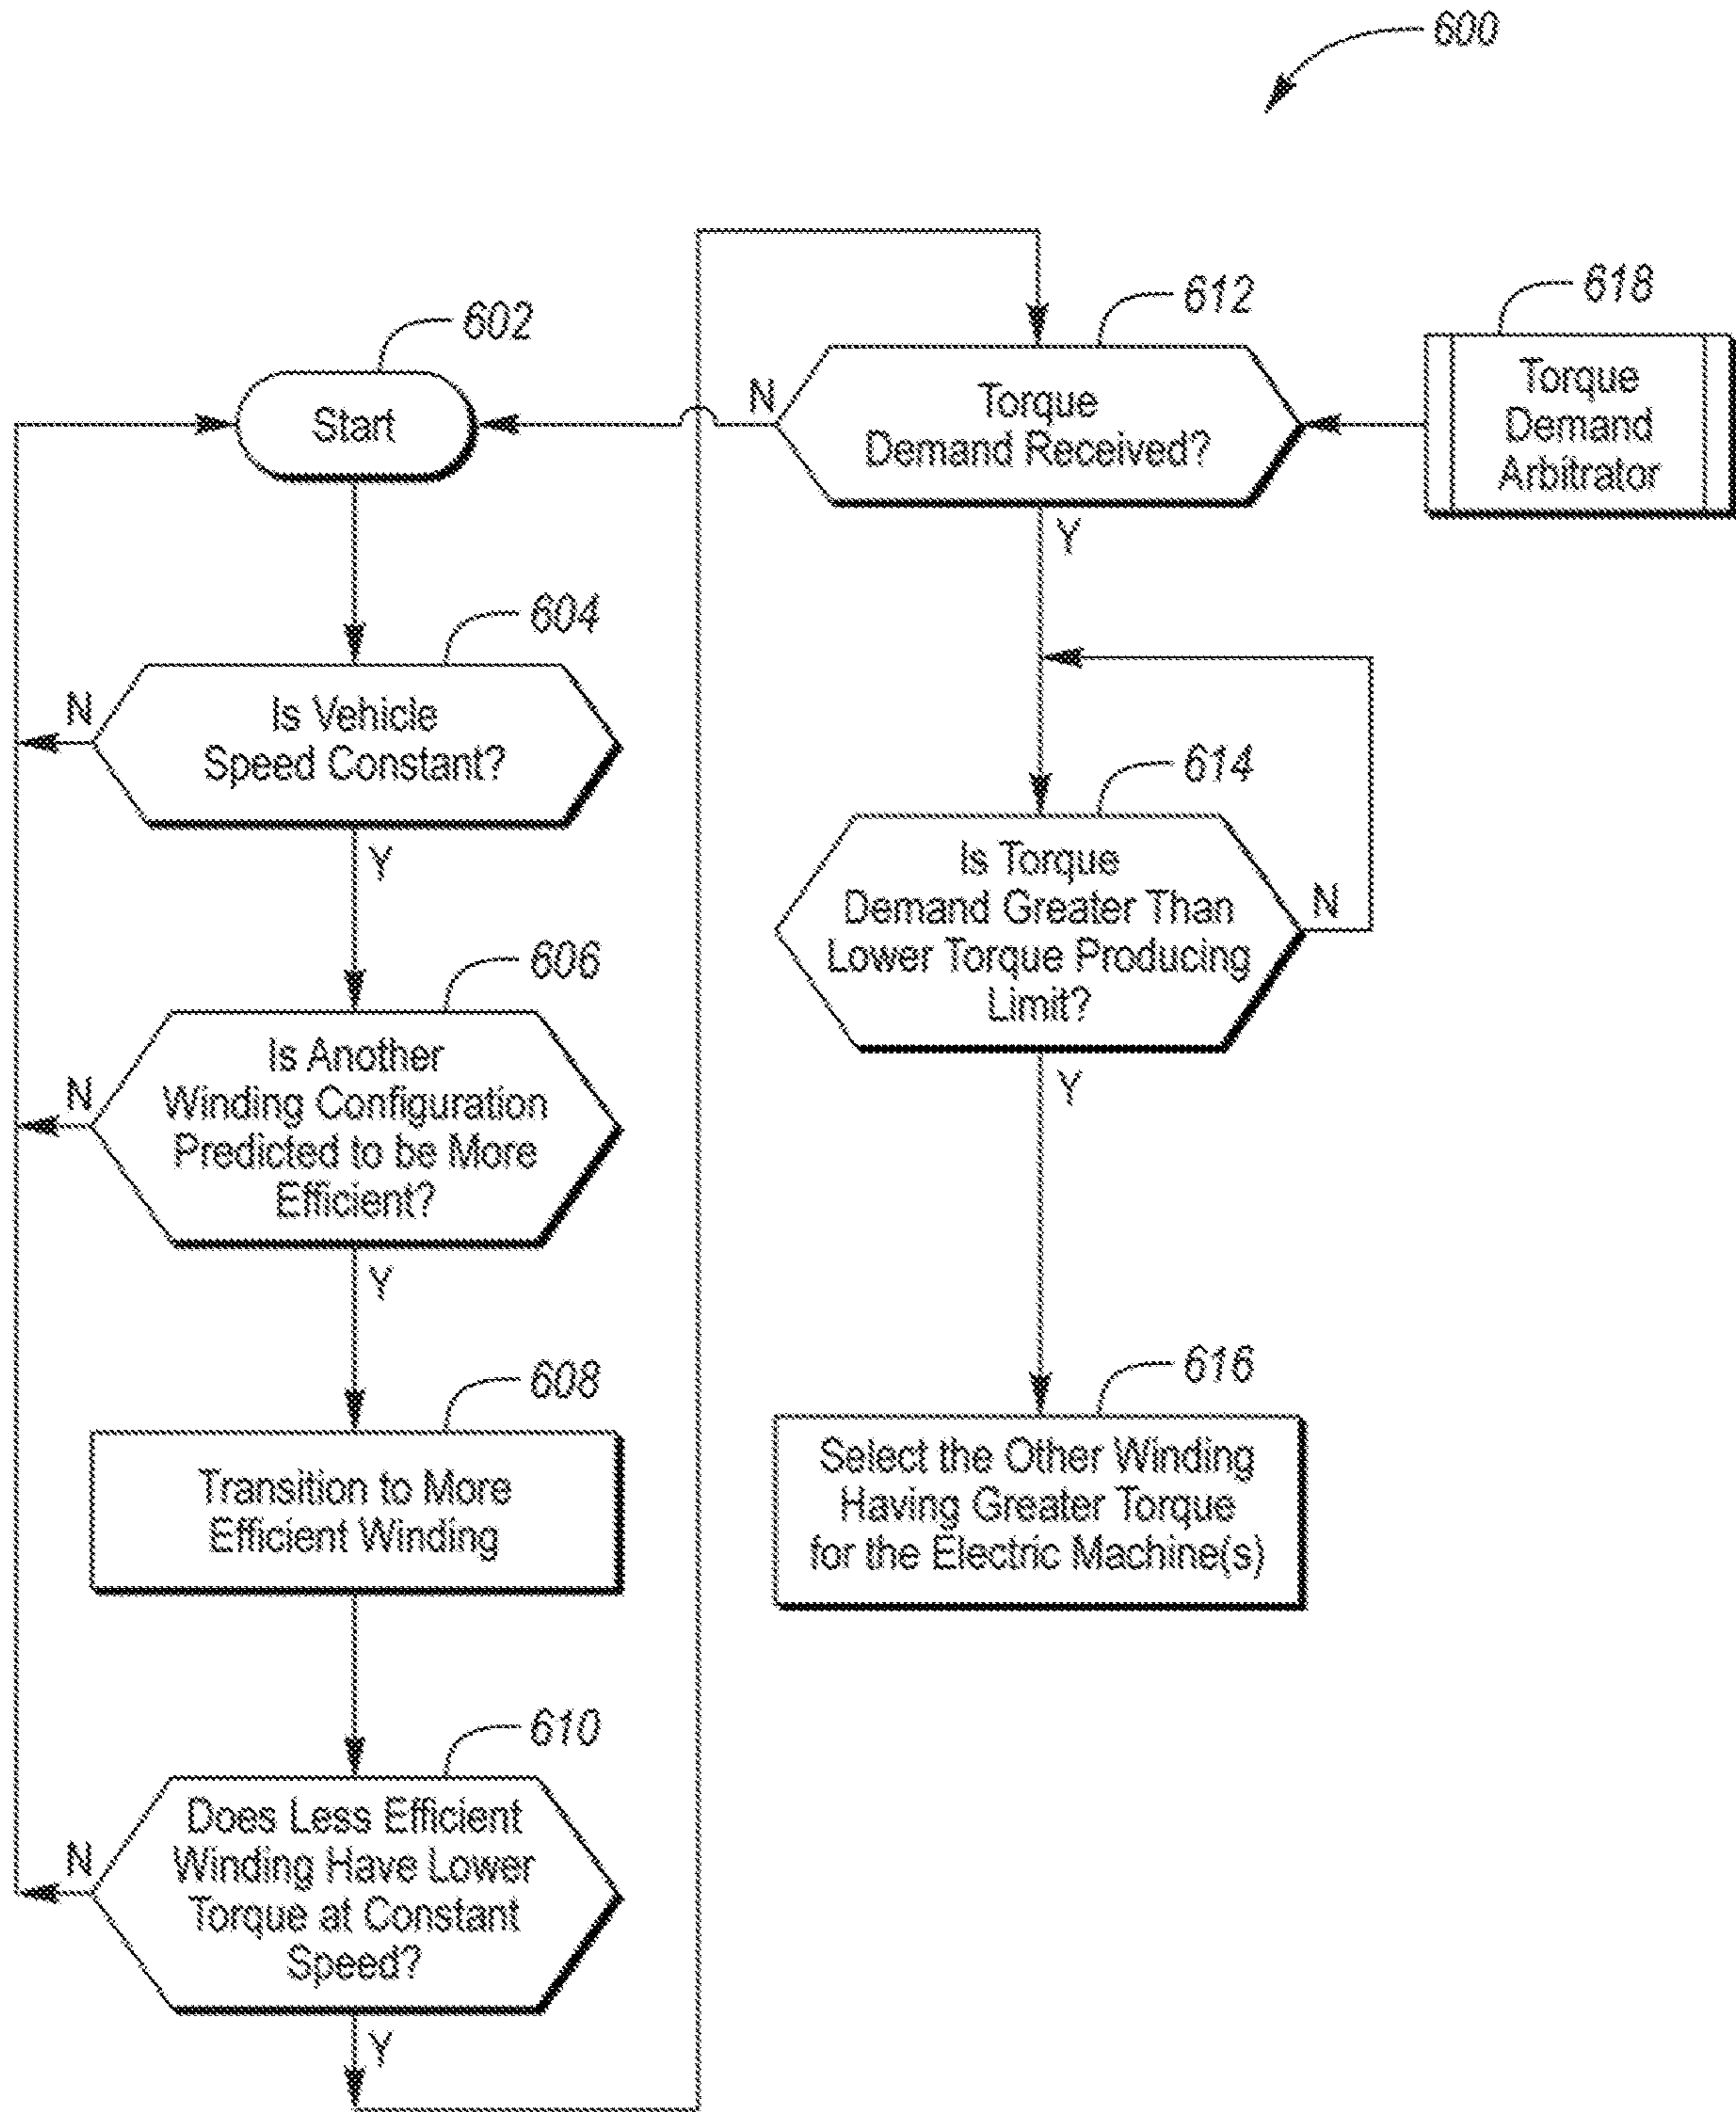 600
602
Start
604
N
Is Vehicle
Speed Constant?
Y
606
N
Is Another
Winding Configuration
Predicted to be More
Efficient?
Y
608
Transition to More
Efficient Winding
610
N
Does Less Efficient
Winding Have Lower
Torque at Constant
Speed?
Y
612
N
Torque
Demand Received?
Y
618
Torque
Demand
Arbitrator
614
Is Torque
Demand Greater Than
Lower Torque Producing
Limit?
N
Y
616
Select the Other Winding
Having Greater Torque
for the Electric Machine(s)